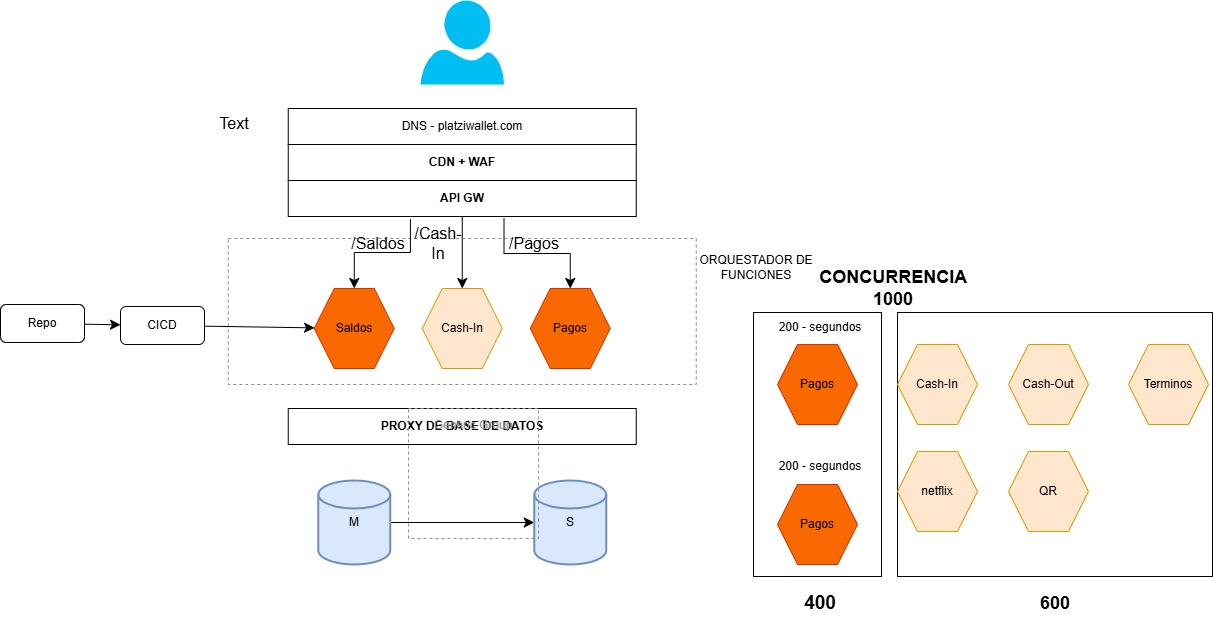 Text
DNS - platziwallet.com
CDN + WAF
API GW
/Saldos
/Cash-
In
/Pagos
ORQUESTADOR DE
FUNCIONES
Repo
CICD
Saldos
Cash-In
Pagos
PROXY DE BASE DE DATOS
M
S
CONCURRENCIA
1000
200 - segundos
Pagos
200 - segundos
Pagos
400
Cash-In
Cash-Out
Terminos
netflix
QR
600